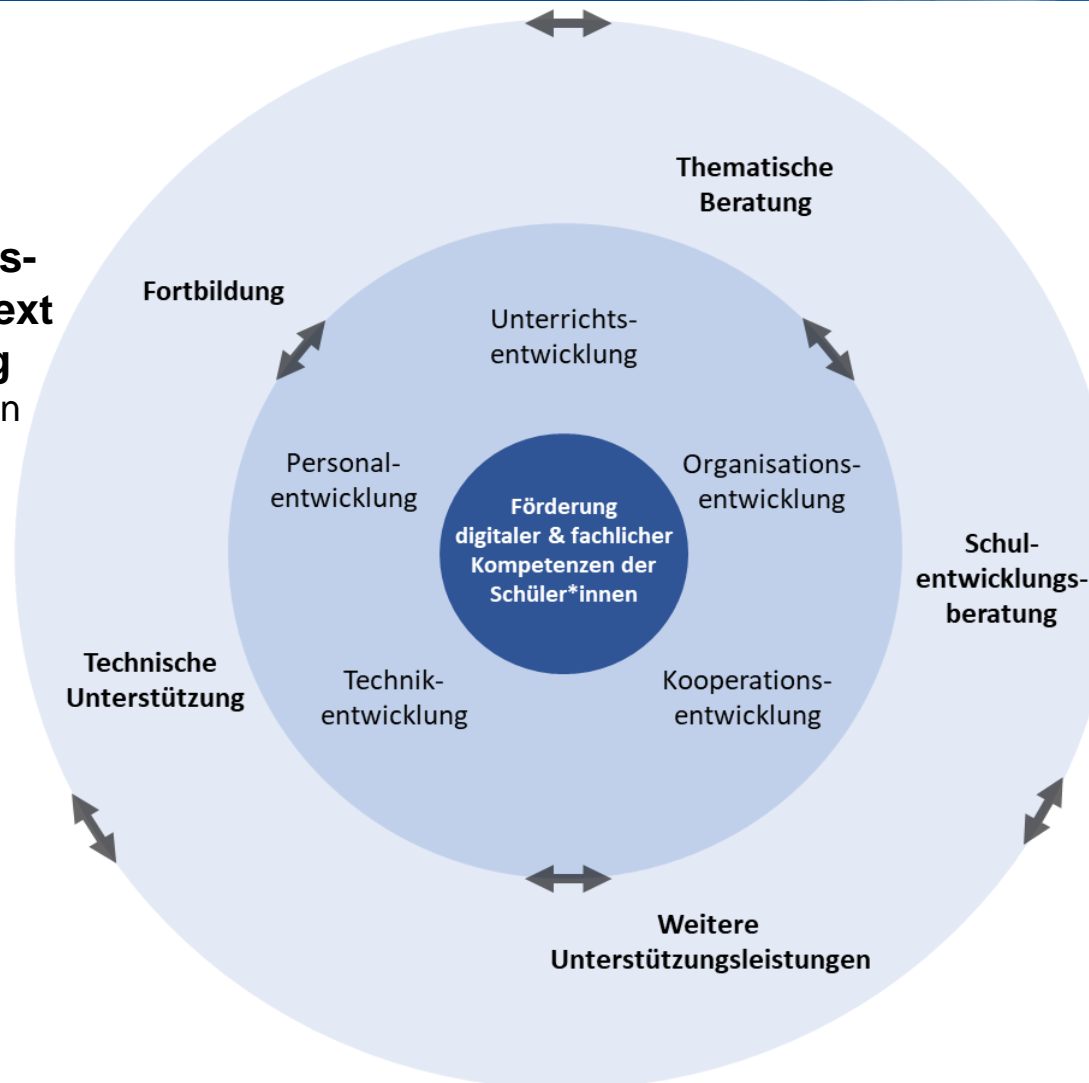 s-
ext
g
n
Thematische
Beratung
Fortbildung
Unterrichts-
entwicklung
Personal-
entwicklung
Organisations-
entwicklung
Förderung
digitaler & fachlicher
Kompetenzen der
Schüler*innen
Schul-
entwicklungs-
beratung
Technische
Unterstützung
Technik-
entwicklung
Kooperations-
entwicklung
Weitere
Unterstützungsleistungen